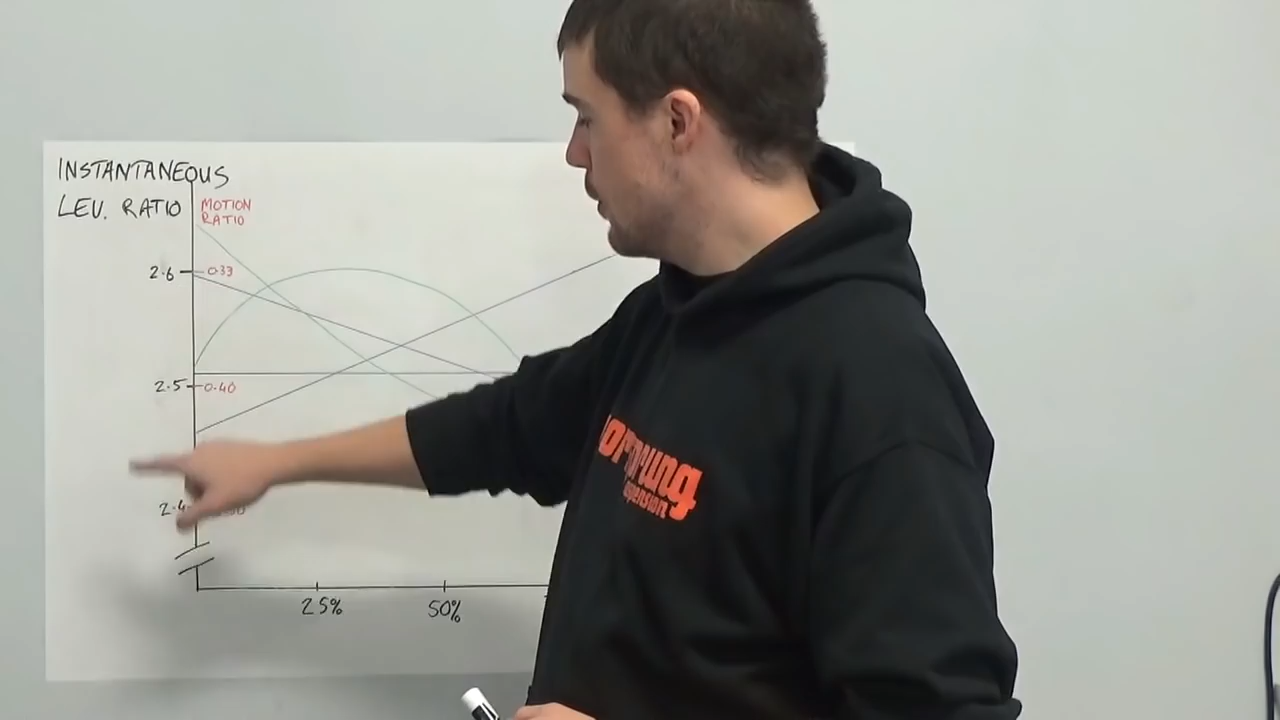 INSTANTANEOUS
LEV. RATIO
MOTION
RATIO
2.6
0.33
2.5
0.40
25%
50%